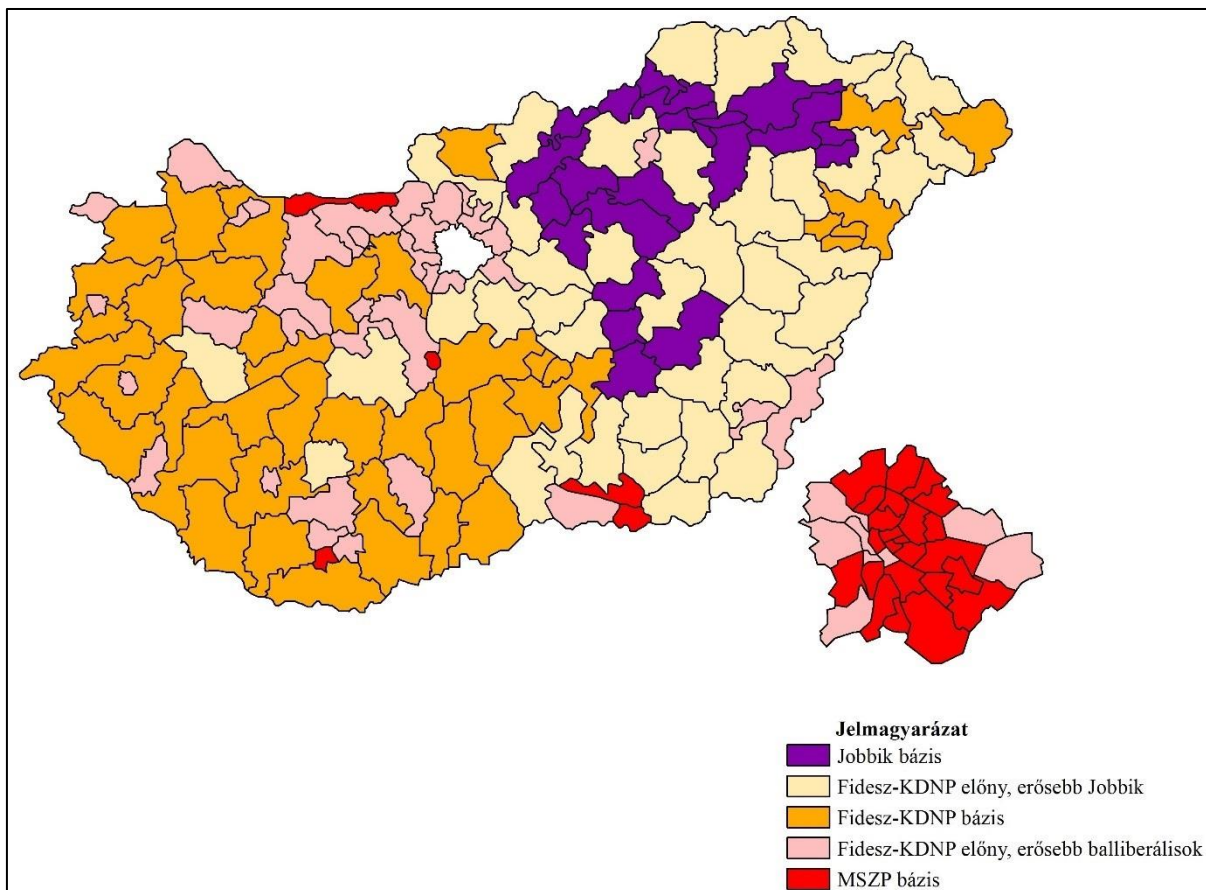 Jelmagyarázat
Jobbik bázis
Fidesz-KDNP előny, erősebb Jobbik
Fidesz-KDNP bázis
Fidesz-KDNP előny, erősebb balliberálisok
MSZP bázis